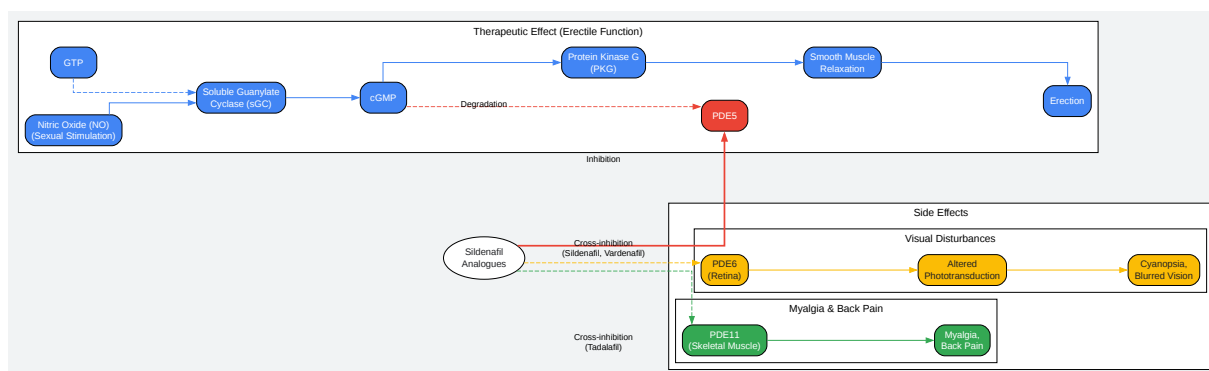 Therapeutic Effect (Erectile Function)
GTP
Protein Kinase G
(PKG)
Smooth Muscle
Relaxation
Soluble Guanylate
Cyclase (sGC)
cGMP
Degradation
PDE5
Erection
Nitric Oxide (NO)
(Sexual Stimulation)
Inhibition
Side Effects
Visual Disturbances
Sildenafil
Analogues
Cross-inhibition
(Sildenafil, Vardenafil)
PDE6
(Retina)
Altered
Phototransduction
Cyanopsia,
Blurred Vision
Myalgia & Back Pain
Cross-inhibition
(Tadalafil)
PDE11
(Skeletal Muscle)
Myalgia,
Back Pain